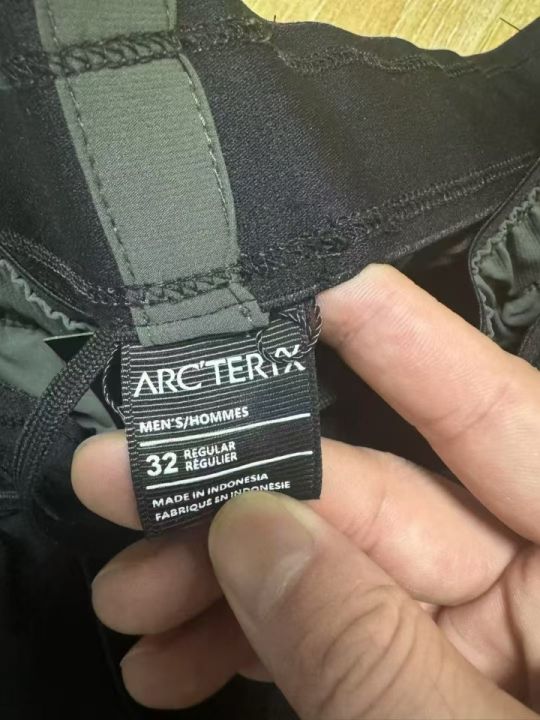 ARC'TERYX
MEN'S/HOMMES
32 REGULAR
RÉGULIER
MADE IN INDONESIA
FABRIQUÉ EN INDONÉSIE